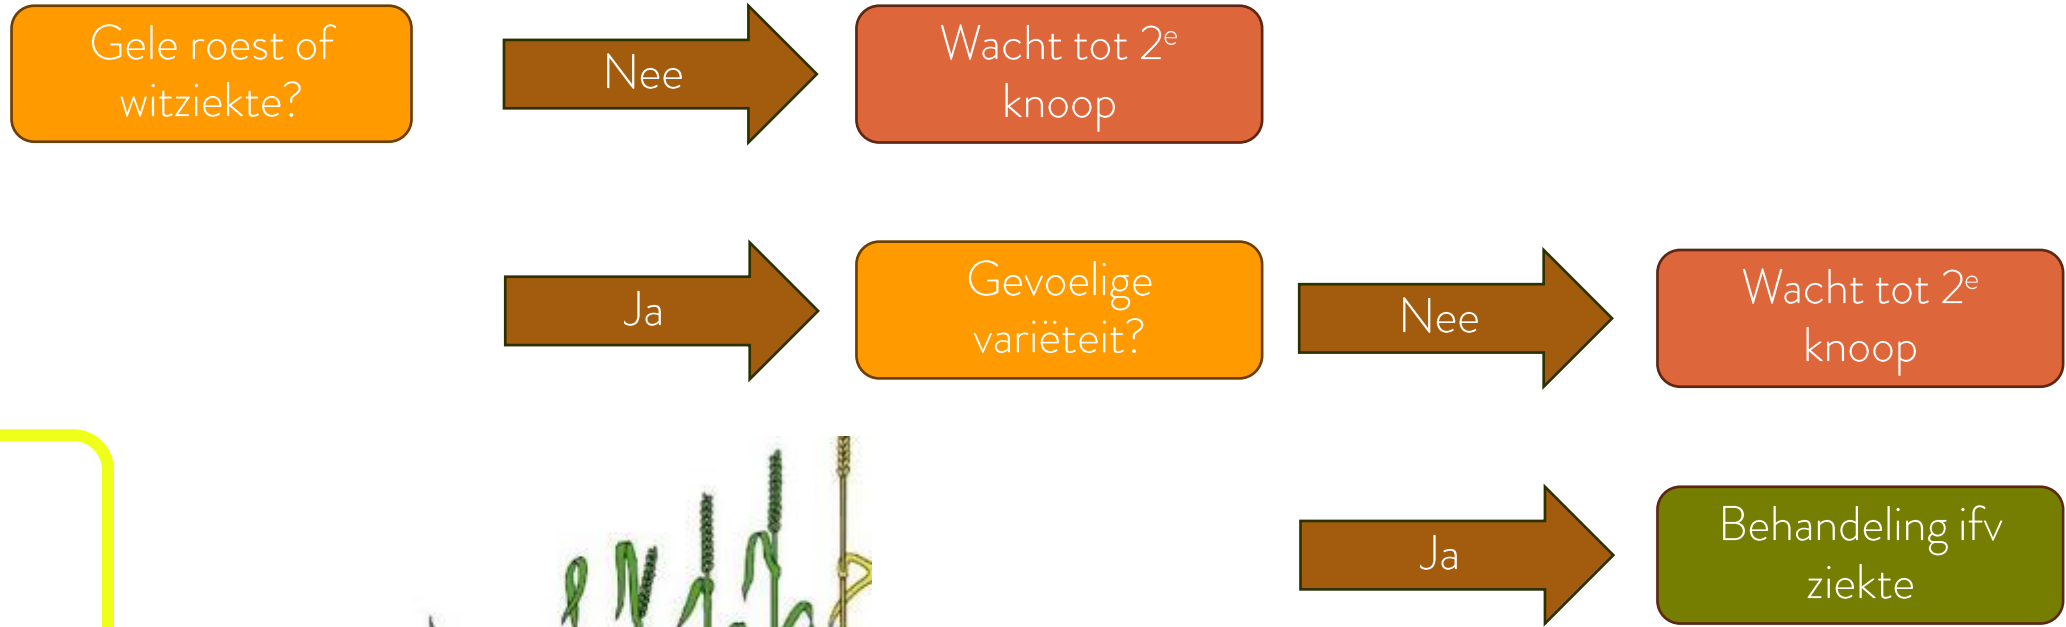 Gele roest of
witziekte?
Nee
Wacht tot 2e
knoop
Ja
Gevoelige
variëteit?
Nee
Wacht tot 2e
knoop
Ja
Behandeling ifv
ziekte